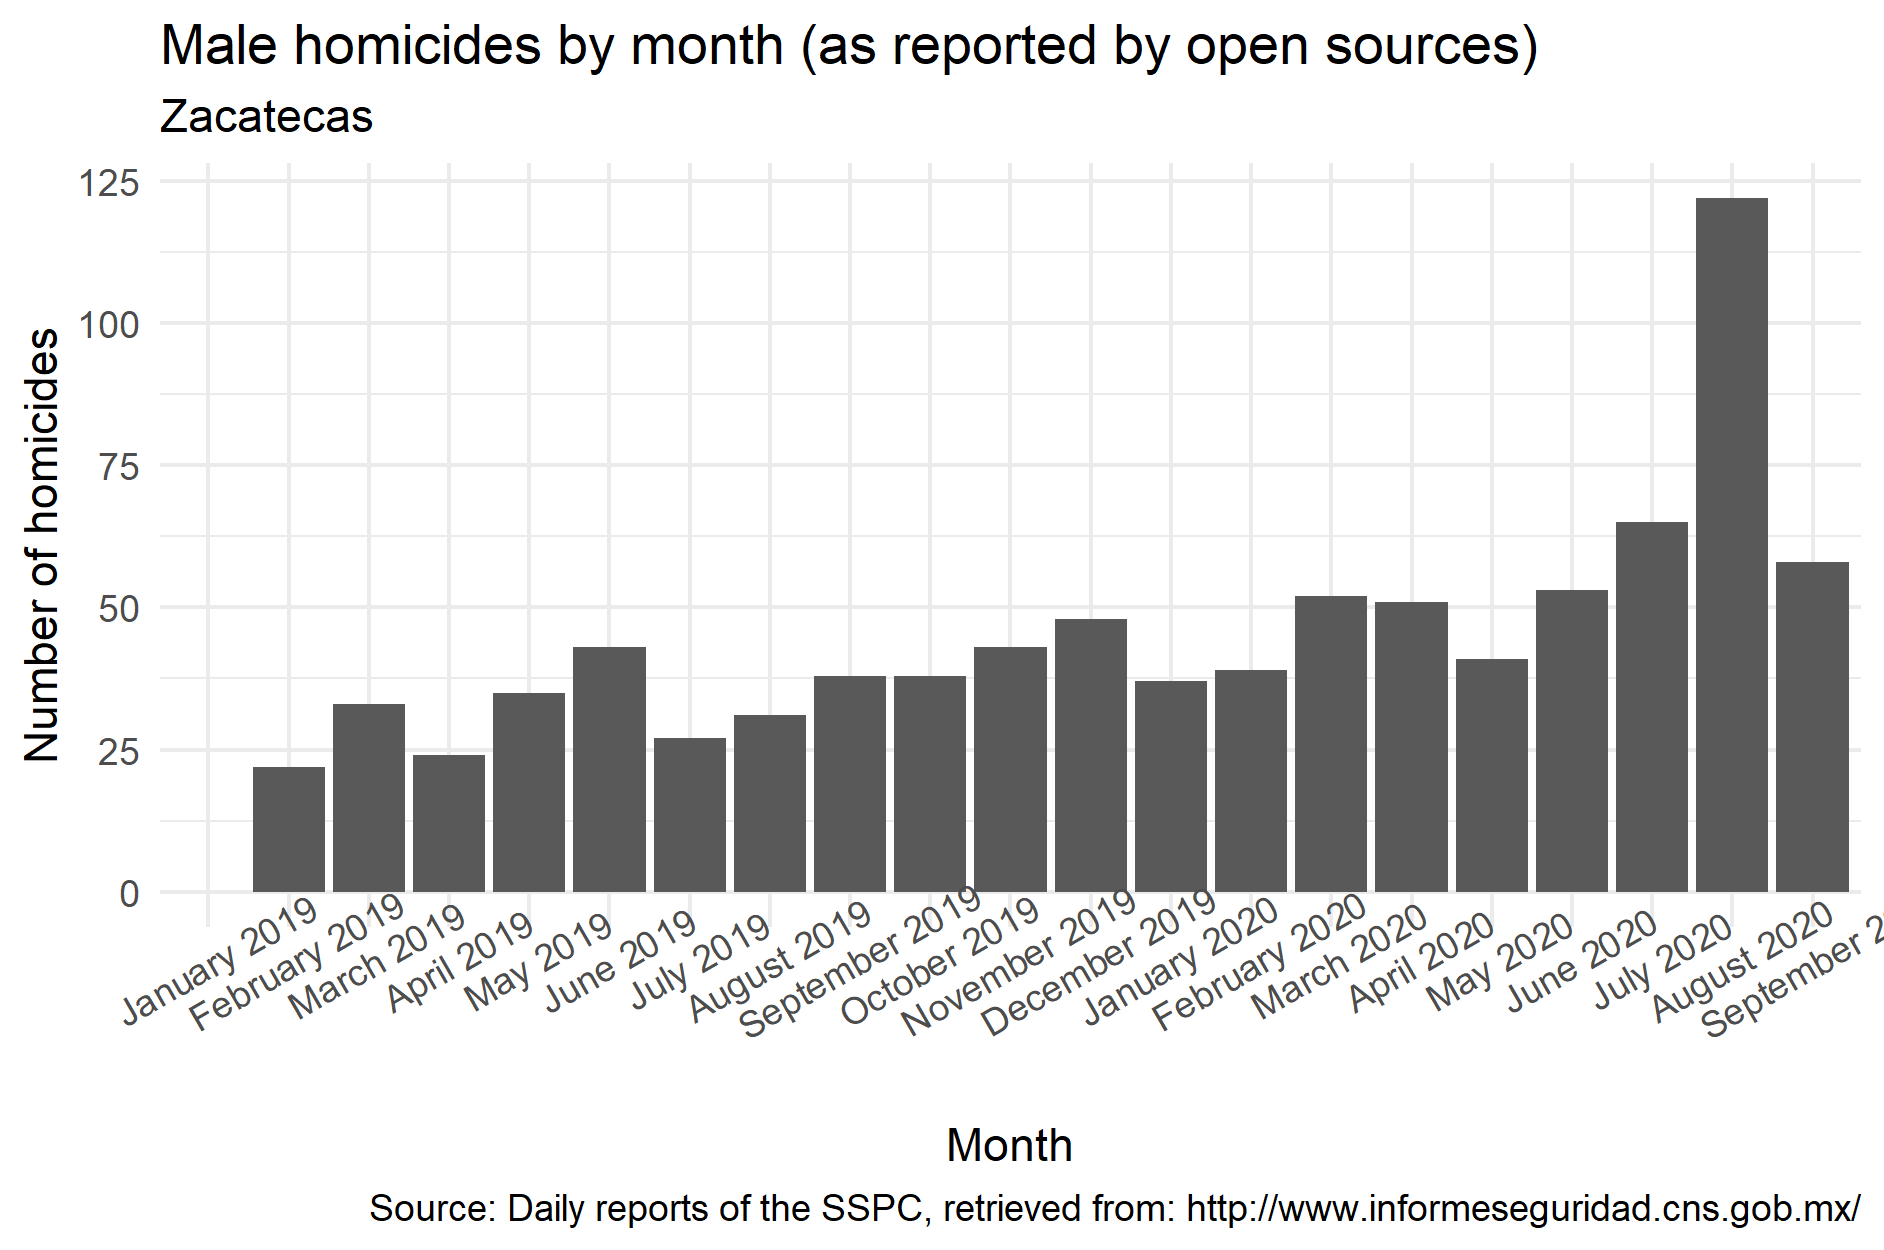 Male homicides by month (as reported by open sources)
Zacatecas
Number of homicides
125
100
75
50
25
0
January 2019
February 2019
March 2019
April 2019
May 2019
June 2019
July 2019
August 2019
September 2019
October 2019
November 2019
December 2019
January 2020
February 2020
March 2020
April 2020
May 2020
June 2020
July 2020
August 2020
September 2
Month
Source: Daily reports of the SSPC, retrieved from: http://www.informeseguridad.cns.gob.mx/